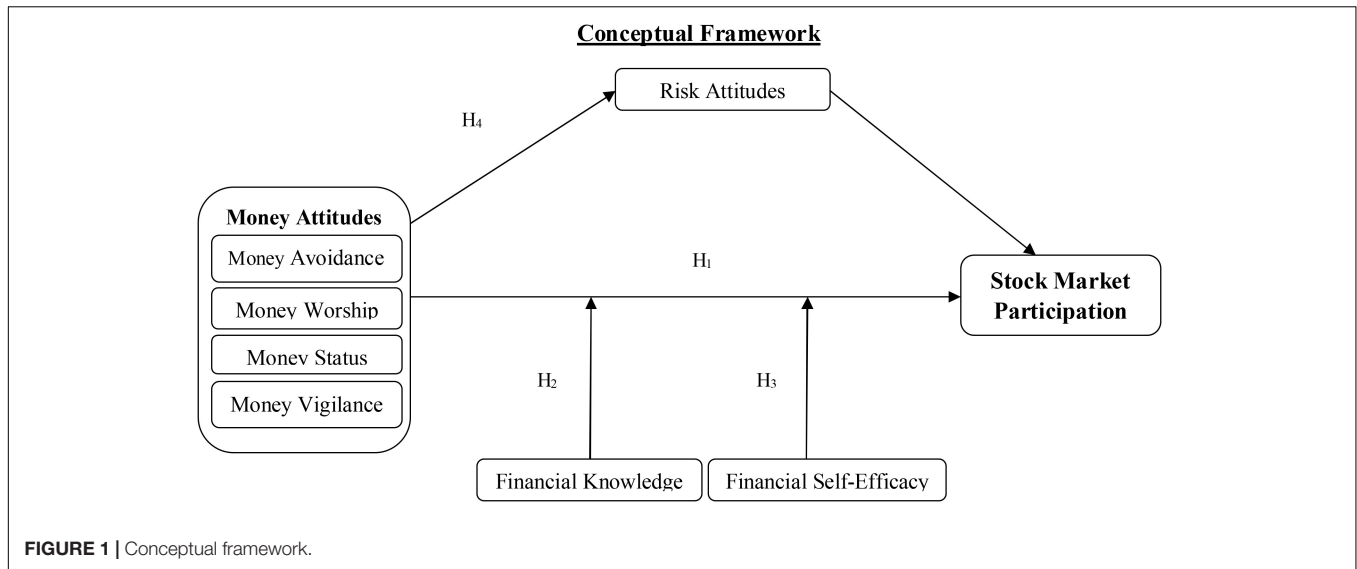 Conceptual Framework
Risk Attitudes
H₄
Money Attitudes
Money Avoidance
Money Worship
Money Status
Money Vigilance
H₁
Stock Market
Participation
H₂
H₃
Financial Knowledge
Financial Self-Efficacy
FIGURE 1 | Conceptual framework.